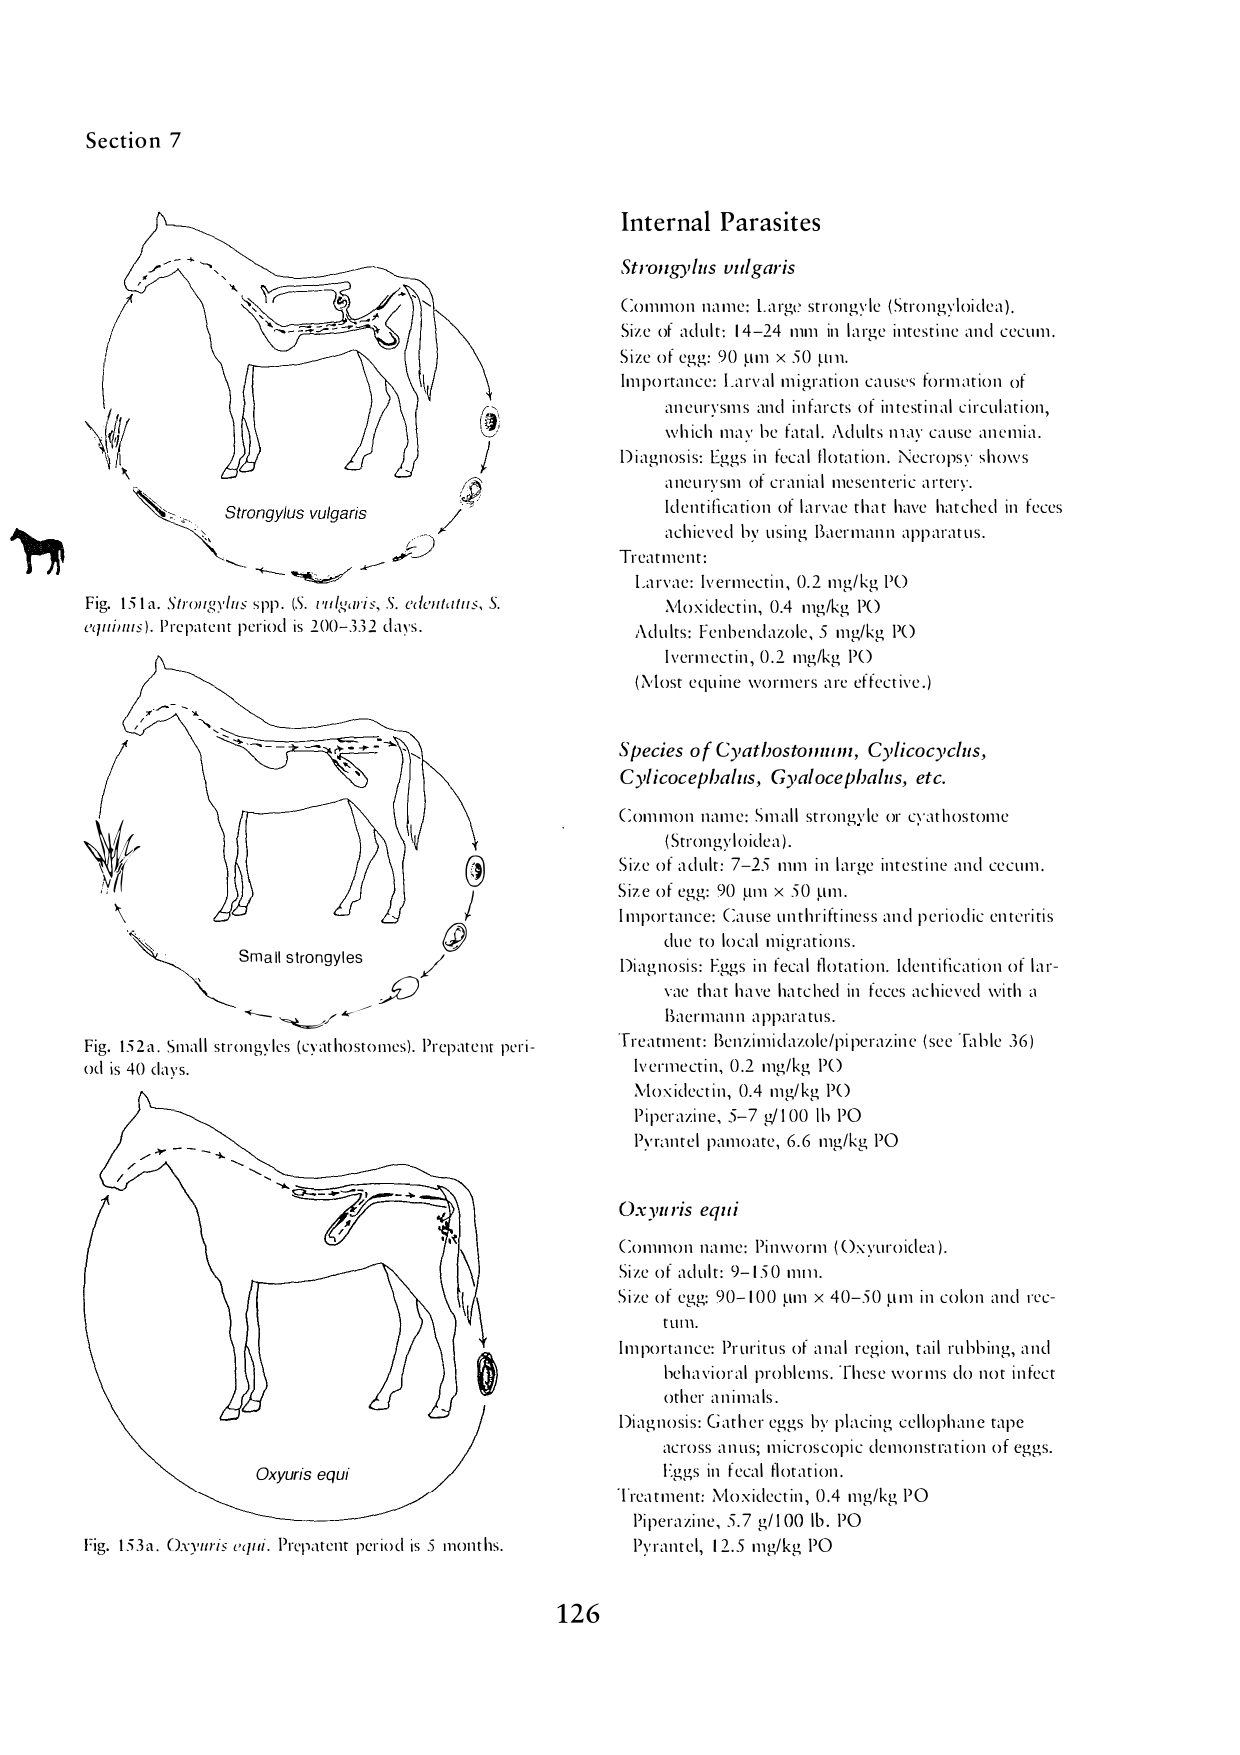 Section 7
Strongylus vulgaris
Fig. 151a. Strongylus spp. (S. vulgaris, S. edentatus, S.
equinus). Prepatent period is 200–332 days.
Small strongyles
Fig. 152a. Small strongyles (cyathostomes). Prepatent peri-
od is 40 days.
Oxyuris equi
Fig. 153a. Oxyuris equi. Prepatent period is 5 months.
Internal Parasites
Strongylus vulgaris
Common name: Large strongyle (Strongyloidea).
Size of adult: 14–24 mm in large intestine and cecum.
Size of egg: 90 µm × 50 µm.
Importance: Larval migration causes formation of
aneurysms and infarcts of intestinal circulation,
which may be fatal. Adults may cause anemia.
Diagnosis: Eggs in fecal flotation. Necropsy shows
aneurysm of cranial mesenteric artery.
Identification of larvae that have hatched in feces
achieved by using Baermann apparatus.
Treatment:
Larvae: Ivermectin, 0.2 mg/kg PO
Moxidectin, 0.4 mg/kg PO
Adults: Fenbendazole, 5 mg/kg PO
Ivermectin, 0.2 mg/kg PO
(Most equine wormers are effective.)
Species of Cyathostomum, Cylicocyclus,
Cylicocephalus, Gyalocephalus, etc.
Common name: Small strongyle or cyathostome
(Strongyloidea).
Size of adult: 7–25 mm in large intestine and cecum.
Size of egg: 90 µm × 50 µm.
Importance: Cause unthriftiness and periodic enteritis
due to local migrations.
Diagnosis: Eggs in fecal flotation. Identification of lar-
vae that have hatched in feces achieved with a
Baermann apparatus.
Treatment: Benzimidazole/piperazine (see Table 36)
Ivermectin, 0.2 mg/kg PO
Moxidectin, 0.4 mg/kg PO
Piperazine, 5–7 g/100 lb PO
Pyrantel pamoate, 6.6 mg/kg PO
Oxyuris equi
Common name: Pinworm (Oxyuroidea).
Size of adult: 9–150 mm.
Size of egg: 90–100 µm × 40–50 µm in colon and rec-
tum.
Importance: Pruritus of anal region, tail rubbing, and
behavioral problems. These worms do not infect
other animals.
Diagnosis: Gather eggs by placing cellophane tape
across anus; microscopic demonstration of eggs.
Eggs in fecal flotation.
Treatment: Moxidectin, 0.4 mg/kg PO
Piperazine, 5.7 g/100 lb. PO
Pyrantel, 12.5 mg/kg PO
126